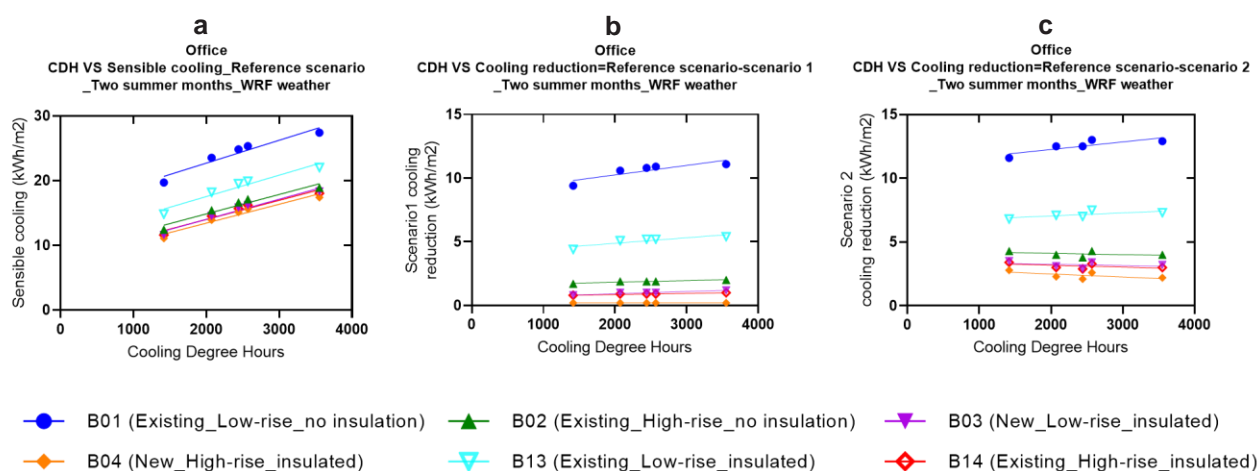 a
Office
CDH VS Sensible cooling_Reference scenario
_Two summer months_WRF weather
30
20
10
0
Sensible cooling (kWh/m2)
0 1000 2000 3000 4000
Cooling Degree Hours
b
Office
CDH VS Cooling reduction=Reference scenario-scenario 1
_Two summer months_WRF weather
15
10
5
0
Scenario1 cooling
reduction (kWh/m2)
0 1000 2000 3000 4000
Cooling Degree Hours
c
Office
CDH VS Cooling reduction=Reference scenario-scenario 2
_Two summer months_WRF weather
15
10
5
0
Scenario 2
cooling reduction (kWh/m2)
0 1000 2000 3000 4000
Cooling Degree Hours
B01 (Existing_Low-rise_no insulation)
B02 (Existing_High-rise_no insulation)
B03 (New_Low-rise_insulated)
B04 (New_High-rise_insulated)
B13 (Existing_Low-rise_insulated)
B14 (Existing_High-rise_insulated)